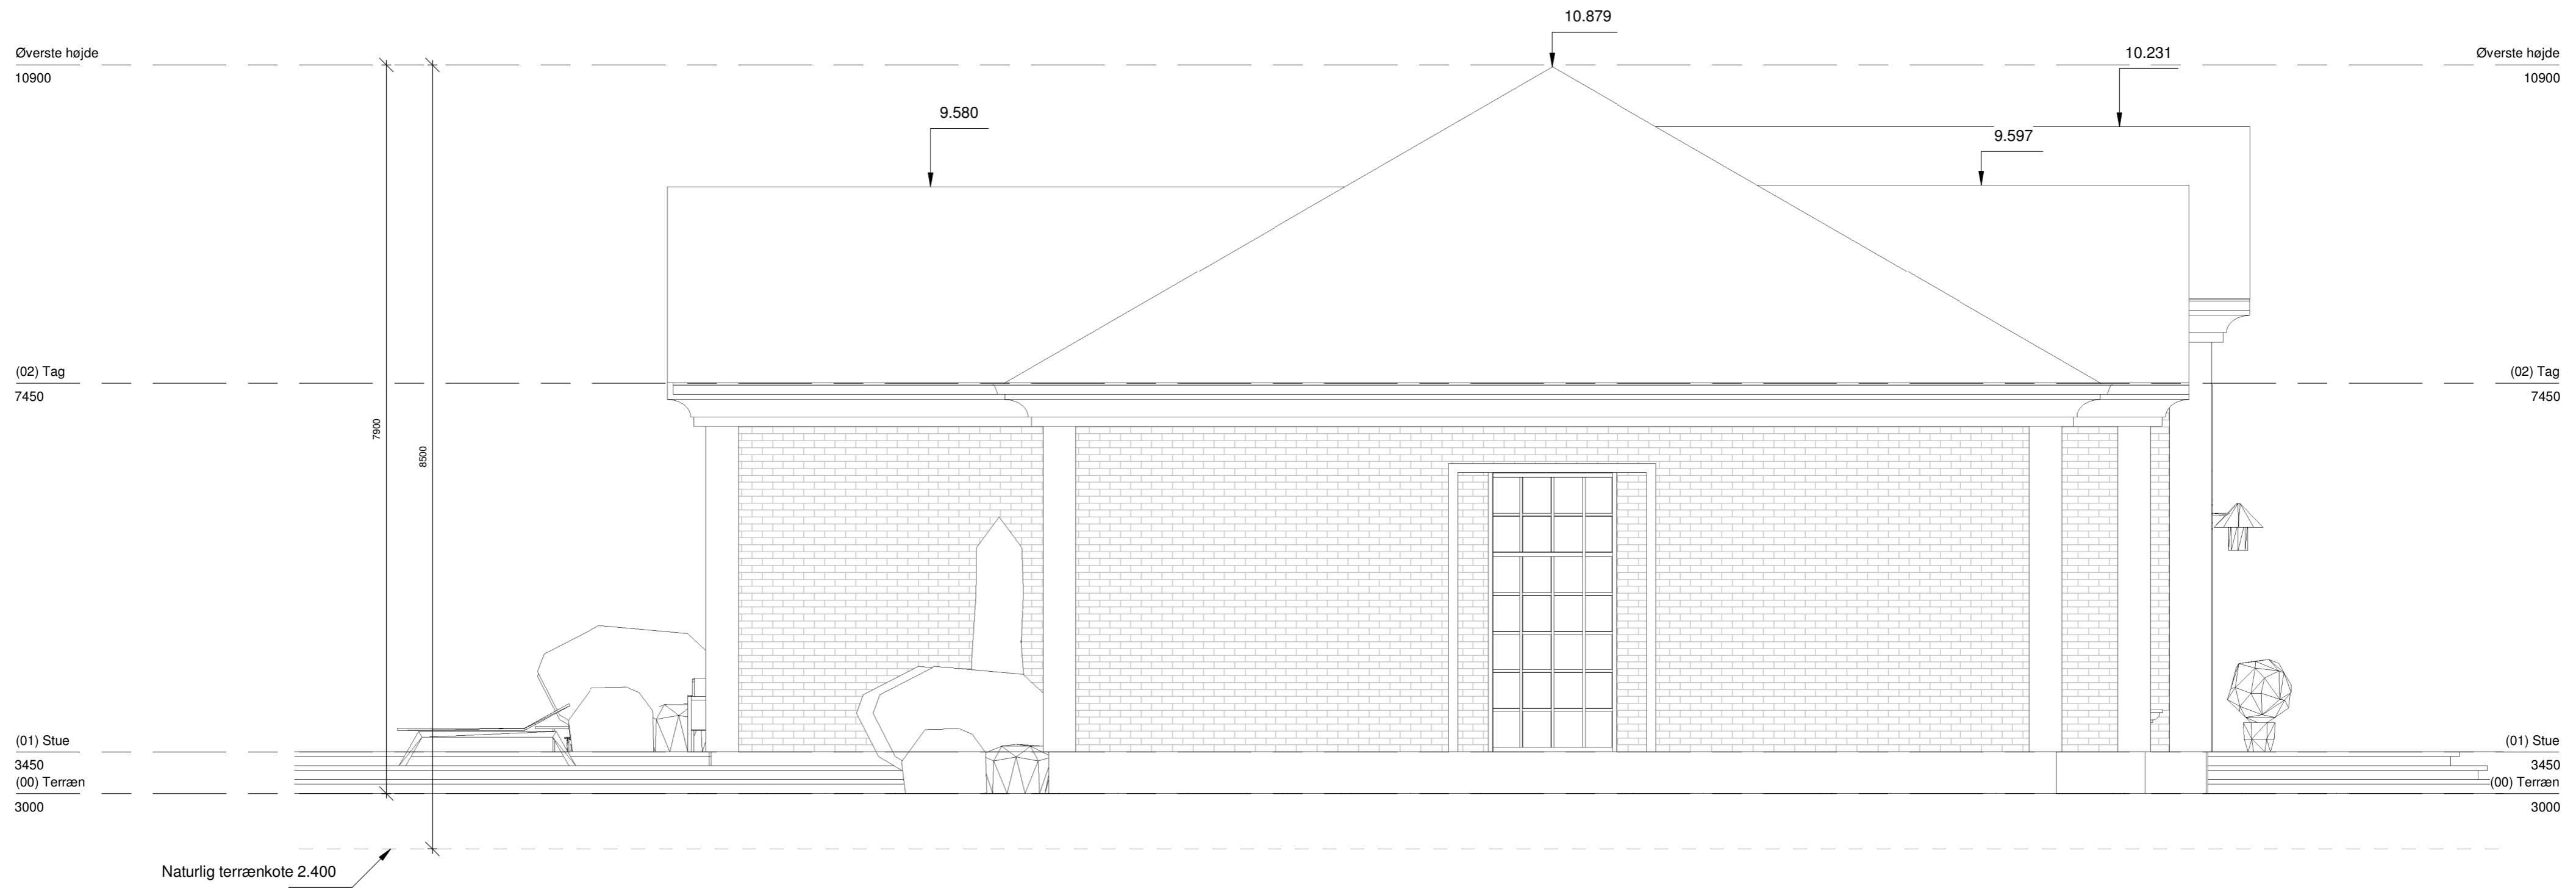 10.879
Øverste højde
10900
10.231
Øverste højde
10900
9.580
9.597
(02) Tag
7450
(02) Tag
7450
7900
8500
(01) Stue
3450
(00) Terræn
3000
(01) Stue
3450
(00) Terræn
3000
Naturlig terrænkote 2.400